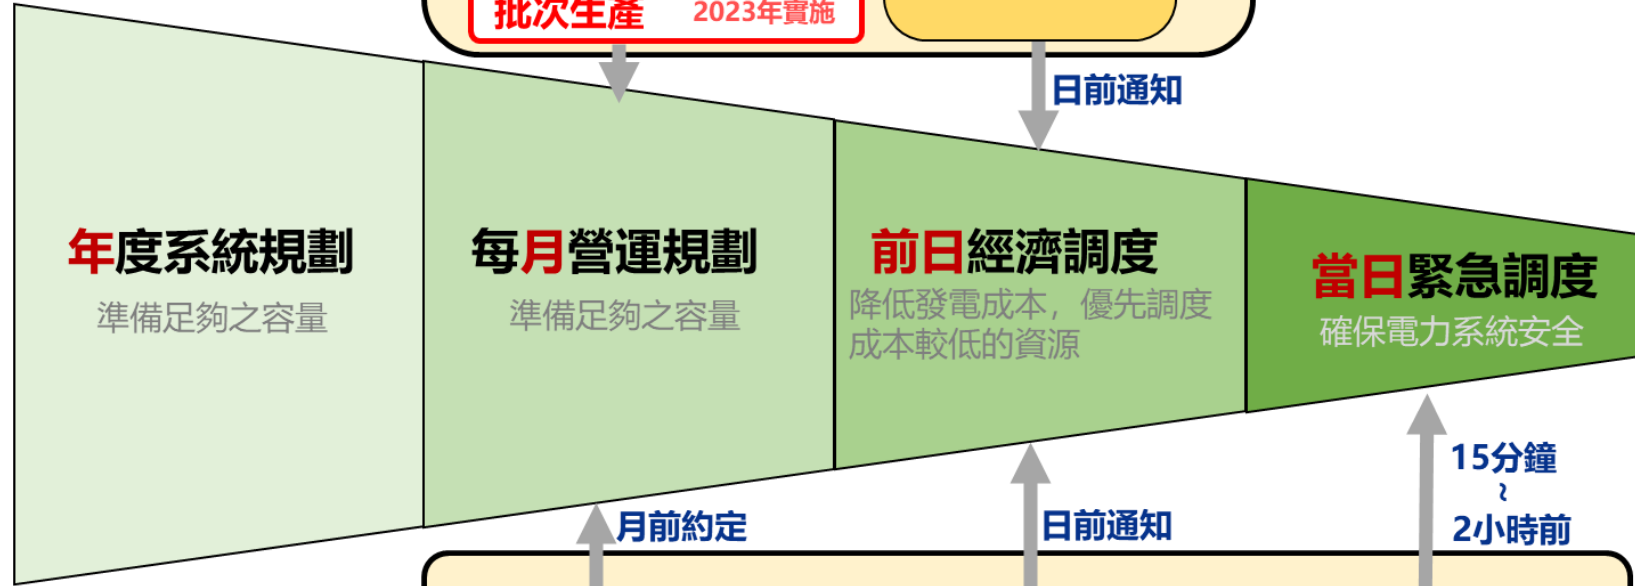 批次生產 2023年實施
日前通知
年度系統規劃
準備足夠之容量
每月營運規劃
準備足夠之容量
前日經濟調度
降低發電成本，優先調度
成本較低的資源
當日緊急調度
確保電力系統安全
月前約定
日前通知
15分鐘
~
2小時前